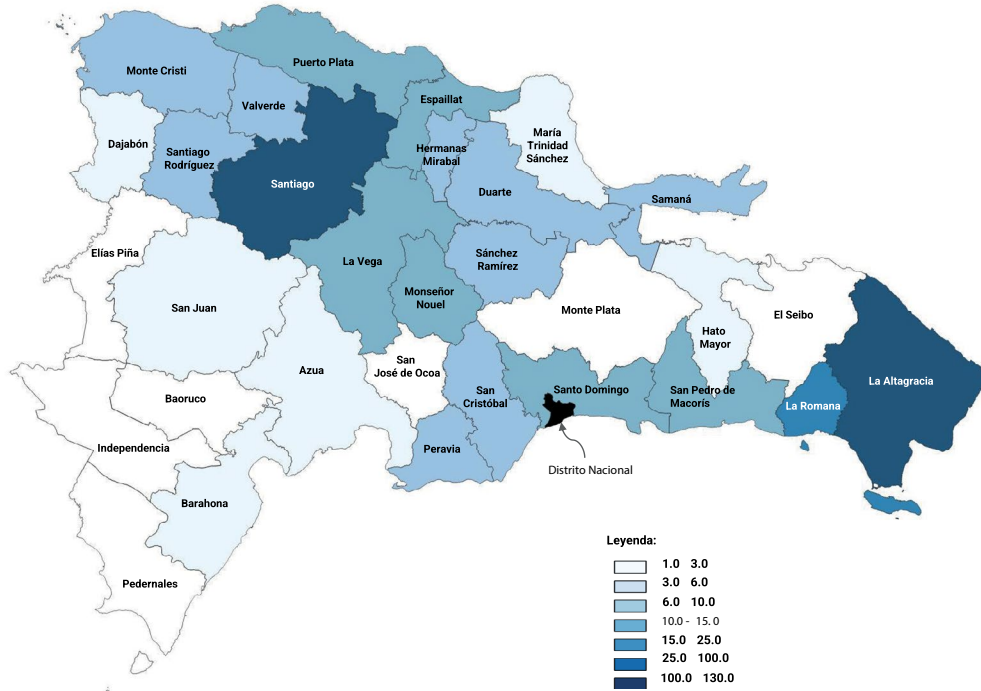 Puerto Plata
Monte Cristi
Espaillat
Valverde
María
Trinidad
Sánchez
Dajabón
Hermanas
Mirabal
Santiago
Rodríguez
Santiago
Duarte
Samaná
Elías Piña
La Vega
Sánchez
Ramírez
Monseñor
Nouel
San Juan
Monte Plata
El Seibo
Hato
Mayor
San
José de Ocoa
Azua
La Altagracia
Baoruco
San
Cristóbal
Santo Domingo
San Pedro de
Macorís
La Romana
Independencia
Peravia
Distrito Nacional
Barahona
Pedernales
Leyenda:
1.0 3.0
3.0 6.0
6.0 10.0
10.0 - 15.0
15.0 25.0
25.0 100.0
100.0 130.0